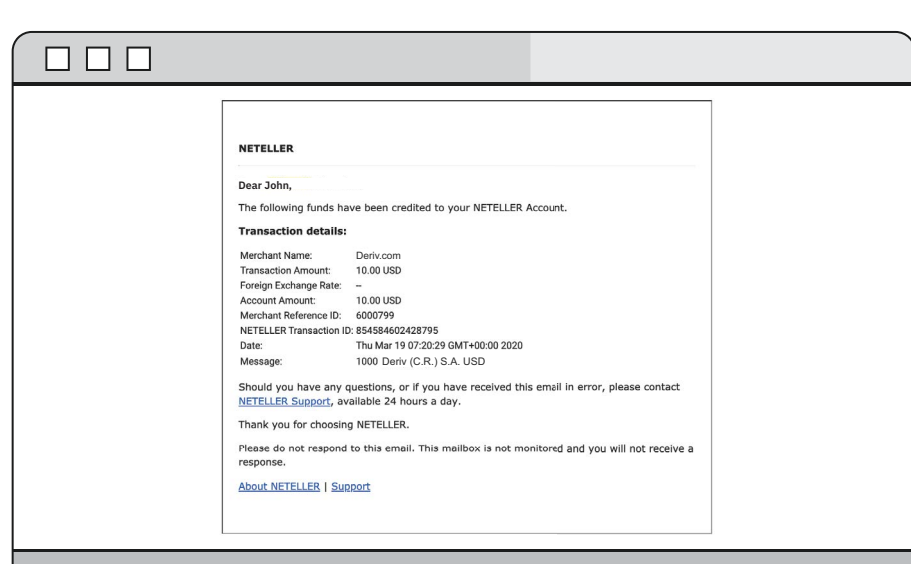 NETELLER
Dear John,
The following funds have been credited to your NETELLER Account.
Transaction details:
Merchant Name: Deriv.com
Transaction Amount: 10.00 USD
Foreign Exchange Rate: –
Account Amount: 10.00 USD
Merchant Reference ID: 6000799
NETELLER Transaction ID: 854584602428795
Date: Thu Mar 19 07:20:29 GMT+00:00 2020
Message: 1000 Deriv (C.R.) S.A. USD
Should you have any questions, or if you have received this email in error, please contact
NETELLER Support, available 24 hours a day.
Thank you for choosing NETELLER.
Please do not respond to this email. This mailbox is not monitored and you will not receive a
response.
About NETELLER | Support